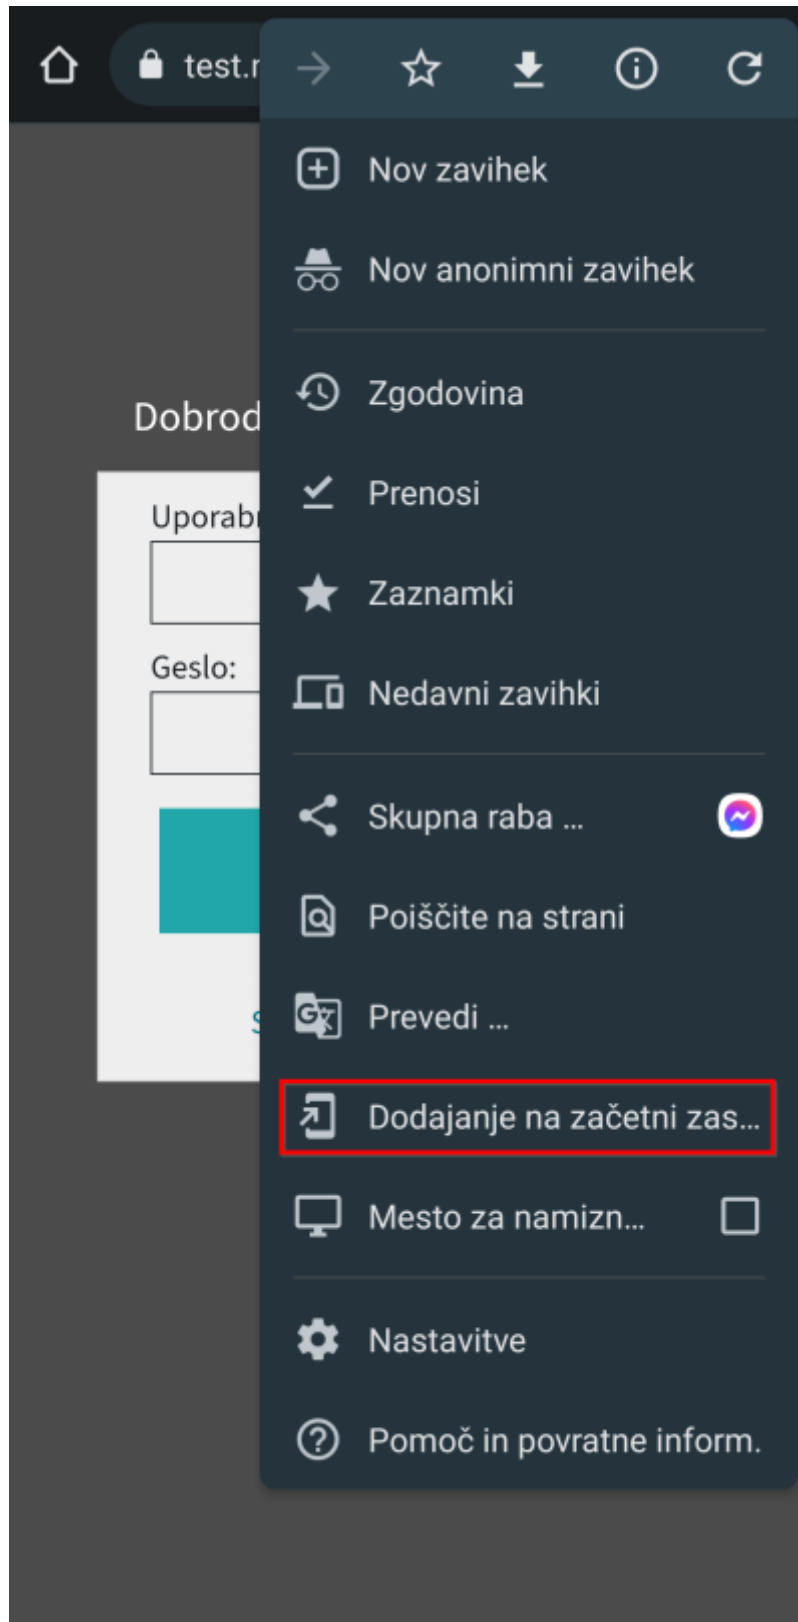 test.r
Nov zavihek
Nov anonimni zavihek
Zgodovina
Dobrod
Prenosi
Uporabn
Zaznamki
Geslo:
Nedavni zavihki
Skupna raba ...
Poiščite na strani
Prevedi ...
Dodajanje na začetni zas...
Mesto za namizn...
Nastavitve
Pomoč in povratne inform.